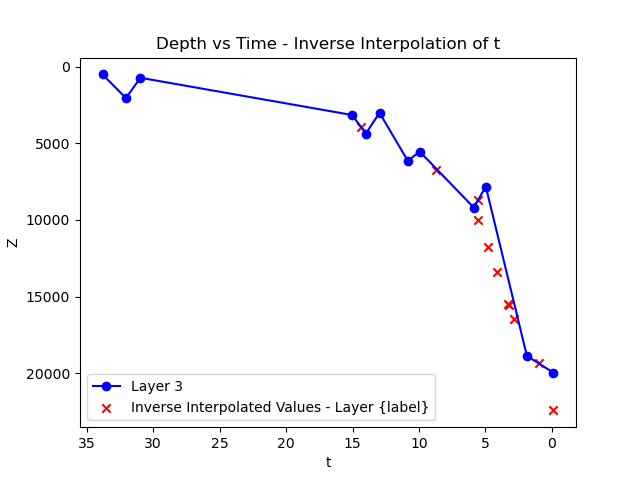 Depth vs Time - Inverse Interpolation of t
0
5000
10000
15000
20000
Z
Layer 3
Inverse Interpolated Values - Layer {label}
35 30 25 20 15 10 5 0
t